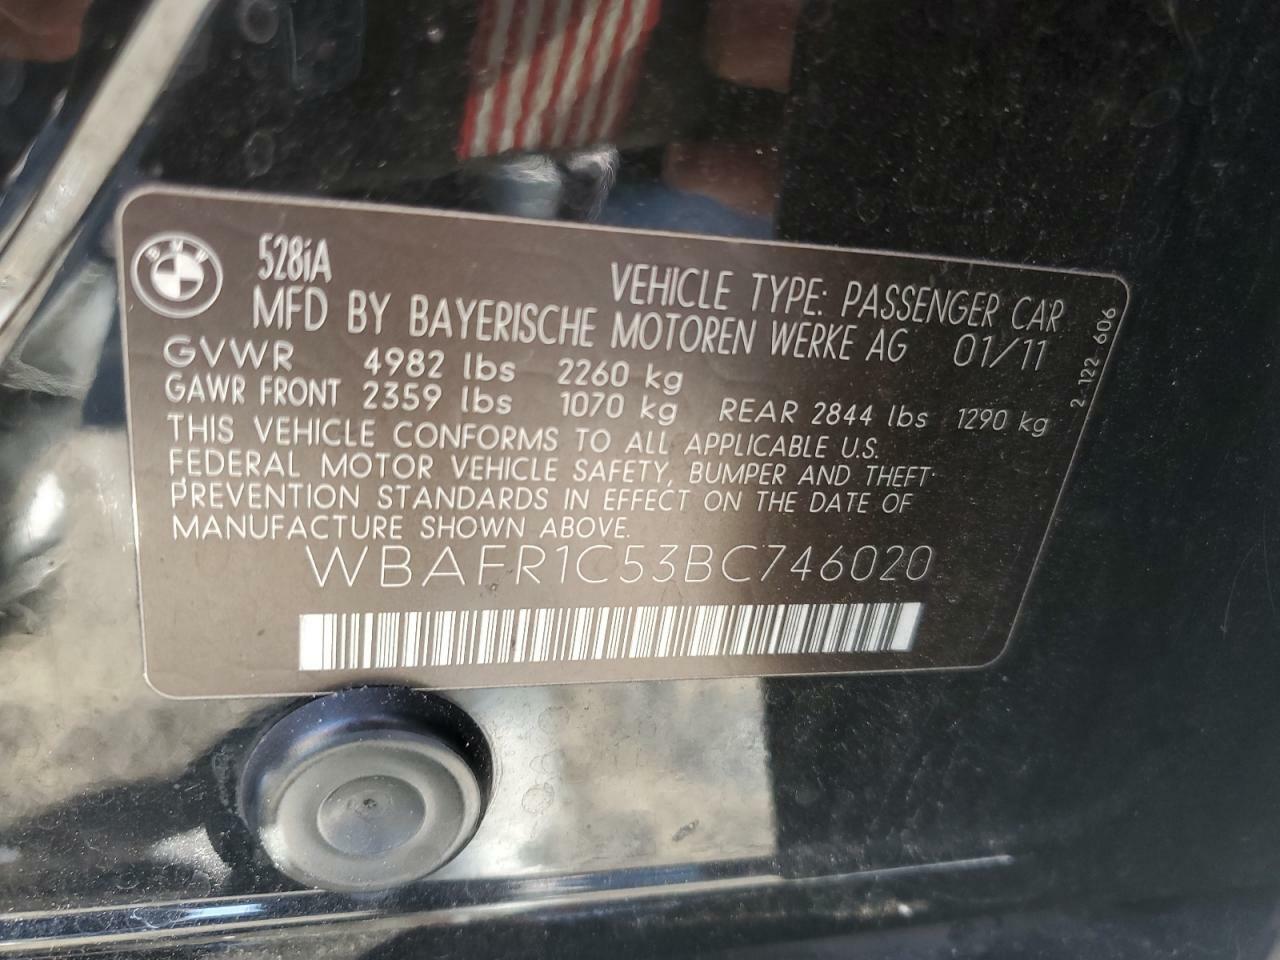 BMW
528iA
VEHICLE TYPE: PASSENGER CAR
MFD BY BAYERISCHE MOTOREN WERKE AG 01/11
GVWR 4982 lbs 2260 kg
GAWR FRONT 2359 lbs 1070 kg REAR 2844 lbs 1290 kg
THIS VEHICLE CONFORMS TO ALL APPLICABLE U.S.
FEDERAL MOTOR VEHICLE SAFETY, BUMPER AND THEFT
PREVENTION STANDARDS IN EFFECT ON THE DATE OF
MANUFACTURE SHOWN ABOVE.
WBAFR1C53BC746020
2.122 606